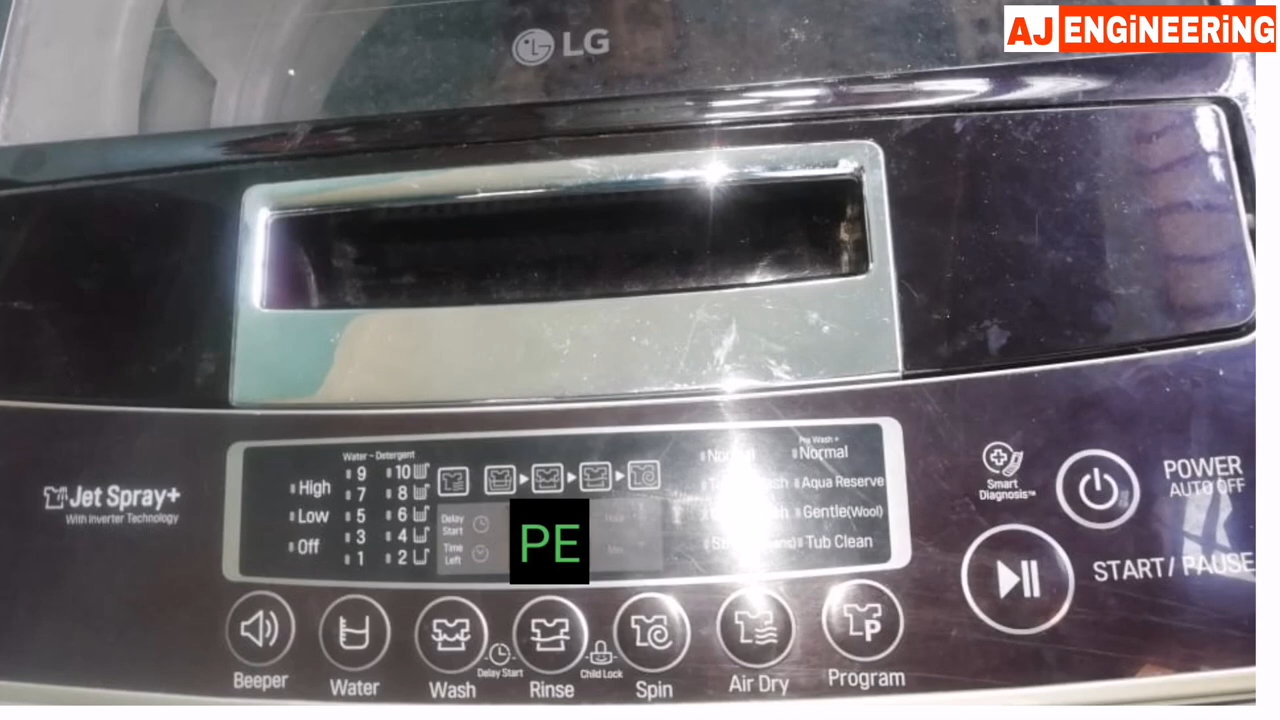 AJ ENGiNEERiNG
LG
Jet Spray+
With Inverter Technology
Water - Detergent
High
Low
Off
9
7
5
3
1
10
8
6
4
2
Delay
Start
Time
Left
PE
Hour
Min
Pre Wash +
Normal
Aqua Reserve
Gentle(Wool)
Tub Clean
Smart
Diagnosis™
POWER
AUTO OFF
START/ PAUSE
Beeper
Water
Wash
Delay Start
Rinse
Child Lock
Spin
Air Dry
Program
P